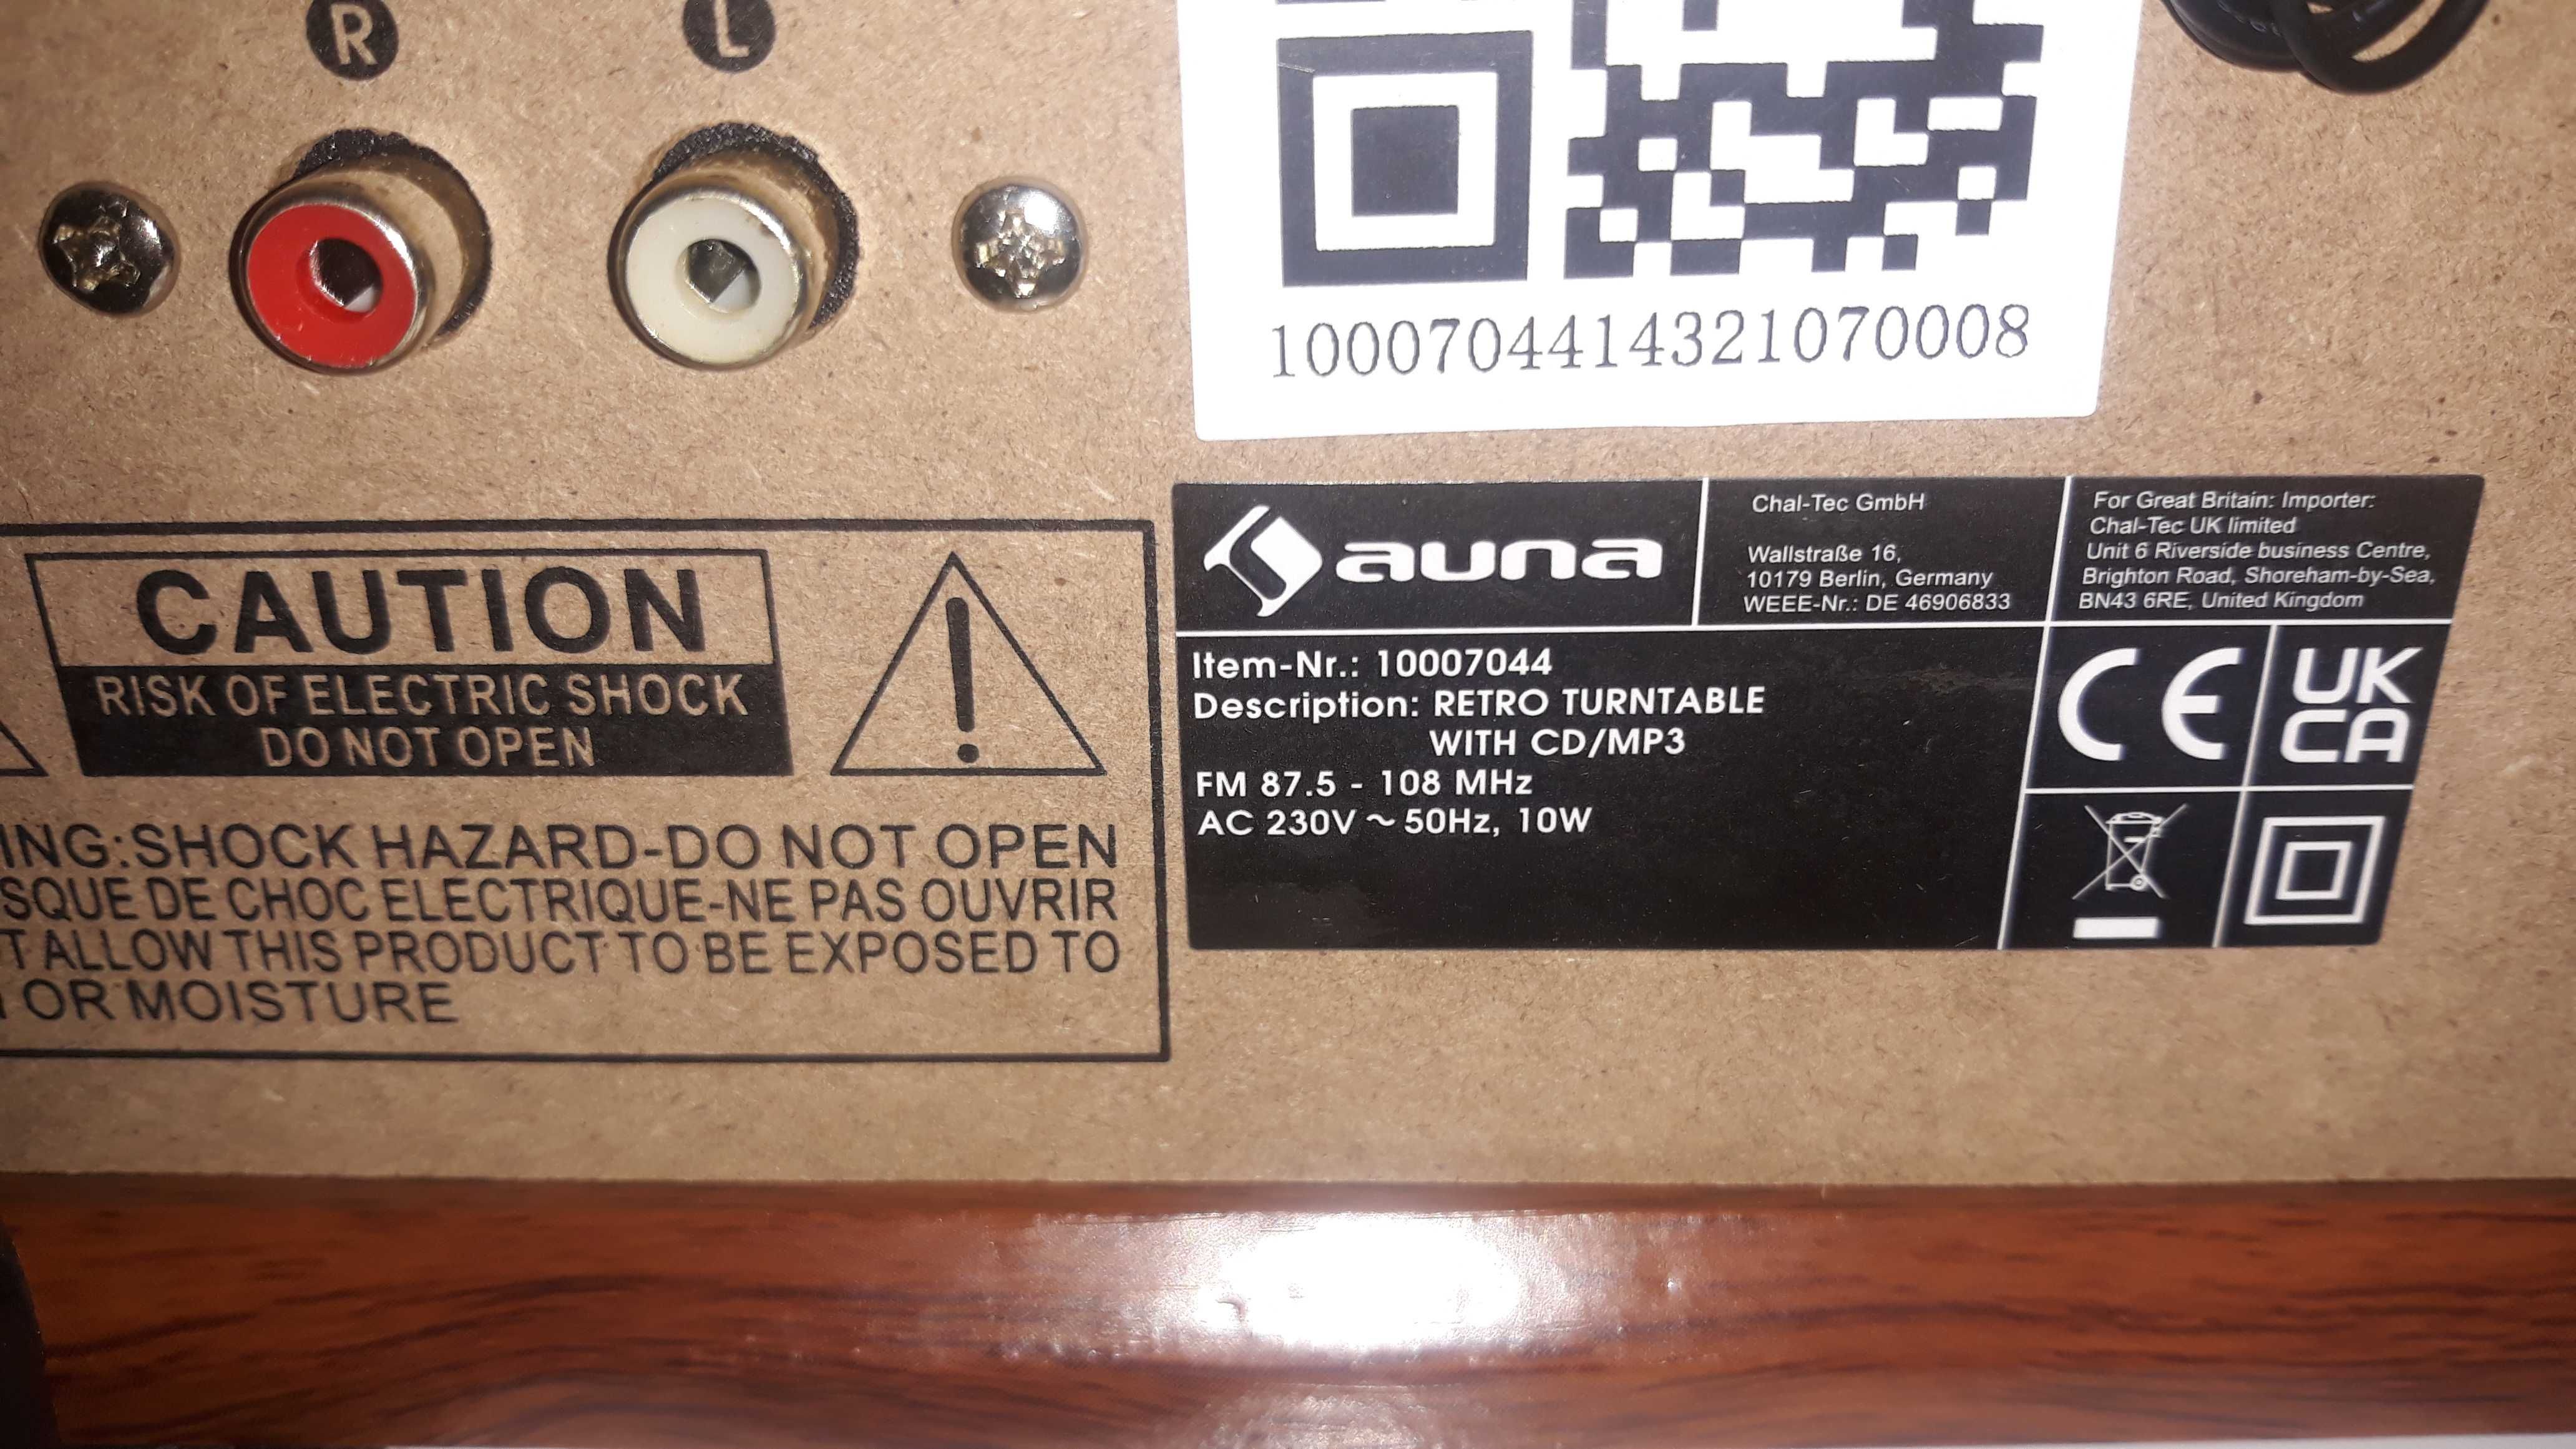 R L
1000704414321070008
CAUTION
RISK OF ELECTRIC SHOCK
DO NOT OPEN
ING:SHOCK HAZARD-DO NOT OPEN
SQUE DE CHOC ELECTRIQUE-NE PAS OUVRIR
T ALLOW THIS PRODUCT TO BE EXPOSED TO
OR MOISTURE
auna
Chal-Tec GmbH
Wallstraße 16,
10179 Berlin, Germany
WEEE-Nr.: DE 46906833
For Great Britain: Importer:
Chal-Tec UK limited
Unit 6 Riverside business Centre,
Brighton Road, Shoreham-by-Sea,
BN43 6RE, United Kingdom
Item-Nr.: 10007044
Description: RETRO TURNTABLE
WITH CD/MP3
FM 87.5 - 108 MHz
AC 230V ~ 50Hz, 10W
CE
UK
CA